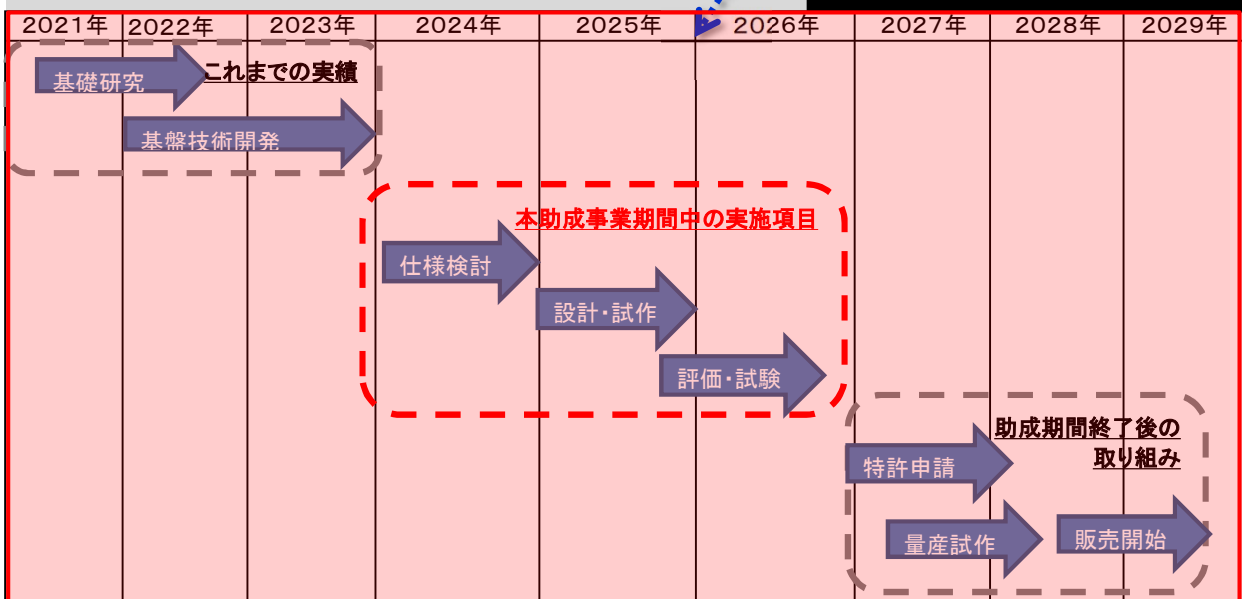 2021年 2022年 2023年 2024年 2025年 2026年 2027年 2028年 2029年
これまでの実績
基礎研究
基盤技術開発
本助成事業期間中の実施項目
仕様検討
設計・試作
評価・試験
助成期間終了後の
取り組み
特許申請
量産試作
販売開始